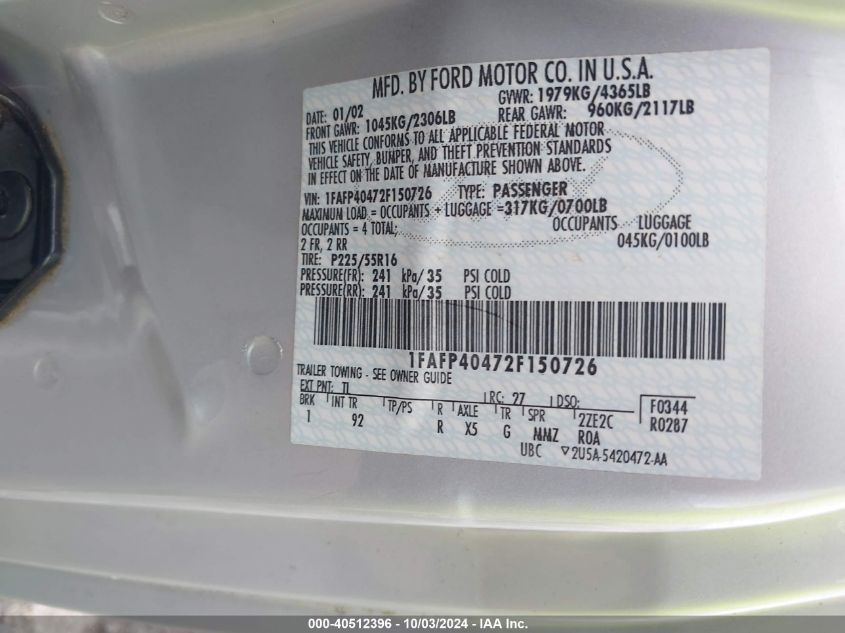 MFD. BY FORD MOTOR CO. IN U.S.A.
DATE: 01/02 GVWR: 1979KG/4365LB
FRONT GAWR: 1045KG/2306LB REAR GAWR: 960KG/2117LB
THIS VEHICLE CONFORMS TO ALL APPLICABLE FEDERAL MOTOR
VEHICLE SAFETY, BUMPER, AND THEFT PREVENTION STANDARDS
IN EFFECT ON THE DATE OF MANUFACTURE SHOWN ABOVE.
VIN: 1FAFP40472F150726 TYPE: PASSENGER
MAXIMUM LOAD = OCCUPANTS + LUGGAGE =317KG/0700LB
OCCUPANTS = 4 TOTAL; OCCUPANTS LUGGAGE
2 FR, 2 RR 045KG/0100LB
TIRE: P225/55R16
PRESSURE(FR): 241 kPa/ 35 PSI COLD
PRESSURE(RR): 241 kPa/ 35 PSI COLD
1FAFP40472F150726
TRAILER TOWING - SEE OWNER GUIDE
EXT PNT: TL RC: 27 DSO: F0344
BRK INT TR TP/PS R AXLE TR SPR 2ZE2C R0287
1 92 R X5 G MMZ ROA
UBC ▽2U5A-5420472-AA
000-40512396 - 10/03/2024 - IAA Inc.